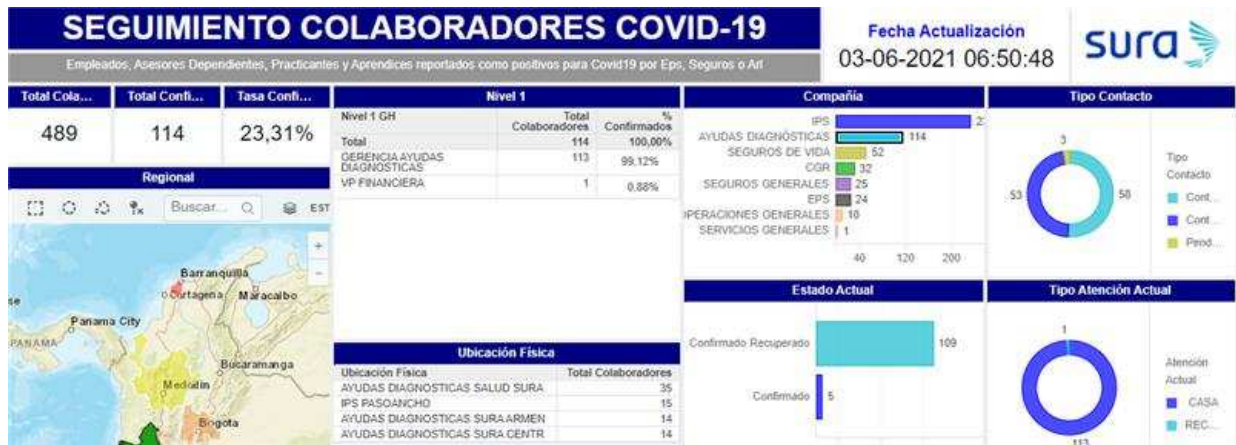 SEGUIMIENTO COLABORADORES COVID-19
Empleados, Asesores Dependientes, Practicantes y Aprendices reportados como positivos para Covid19 por Eps, Seguros o Arl
Fecha Actualización
03-06-2021 06:50:48
sura
Total Cola...
489
Total Confi...
114
Tasa Confi...
23,31%
Regional
Buscar...
EST
+
-
Barranquilla
Cartagena
Maracaibo
Panama City
PANAMA
Bucaramanga
Medellín
Bogota
Nivel 1
Nivel 1 GH Total Colaboradores % Confirmados
Total 114 100,00%
GERENCIA AYUDAS DIAGNOSTICAS 113 99,12%
VP FINANCIERA 1 0,88%
Ubicación Física
Ubicación Física Total Colaboradores
AYUDAS DIAGNOSTICAS SALUD SURA 35
IPS PASOANCHO 15
AYUDAS DIAGNOSTICAS SURA ARMEN 14
AYUDAS DIAGNOSTICAS SURA CENTR 14
Compañía
IPS
AYUDAS DIAGNÓSTICAS 114
SEGUROS DE VIDA 52
CGR 32
SEGUROS GENERALES 25
EPS 24
OPERACIONES GENERALES 10
SERVICIOS GENERALES 1
40 120 200
Tipo Contacto
3
53
58
Tipo Contacto
Cont...
Cont...
Pend...
Estado Actual
Confirmado Recuperado 109
Confirmado 5
Tipo Atención Actual
1
113
Atención Actual
CASA
REC...